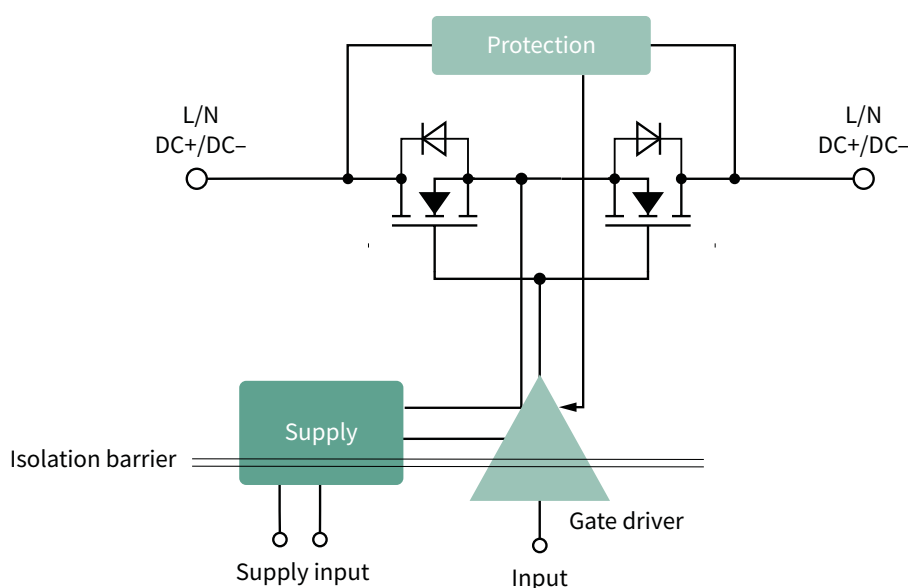 Protection
L/N
DC+/DC–
L/N
DC+/DC–
Supply
Isolation barrier
Gate driver
Supply input
Input